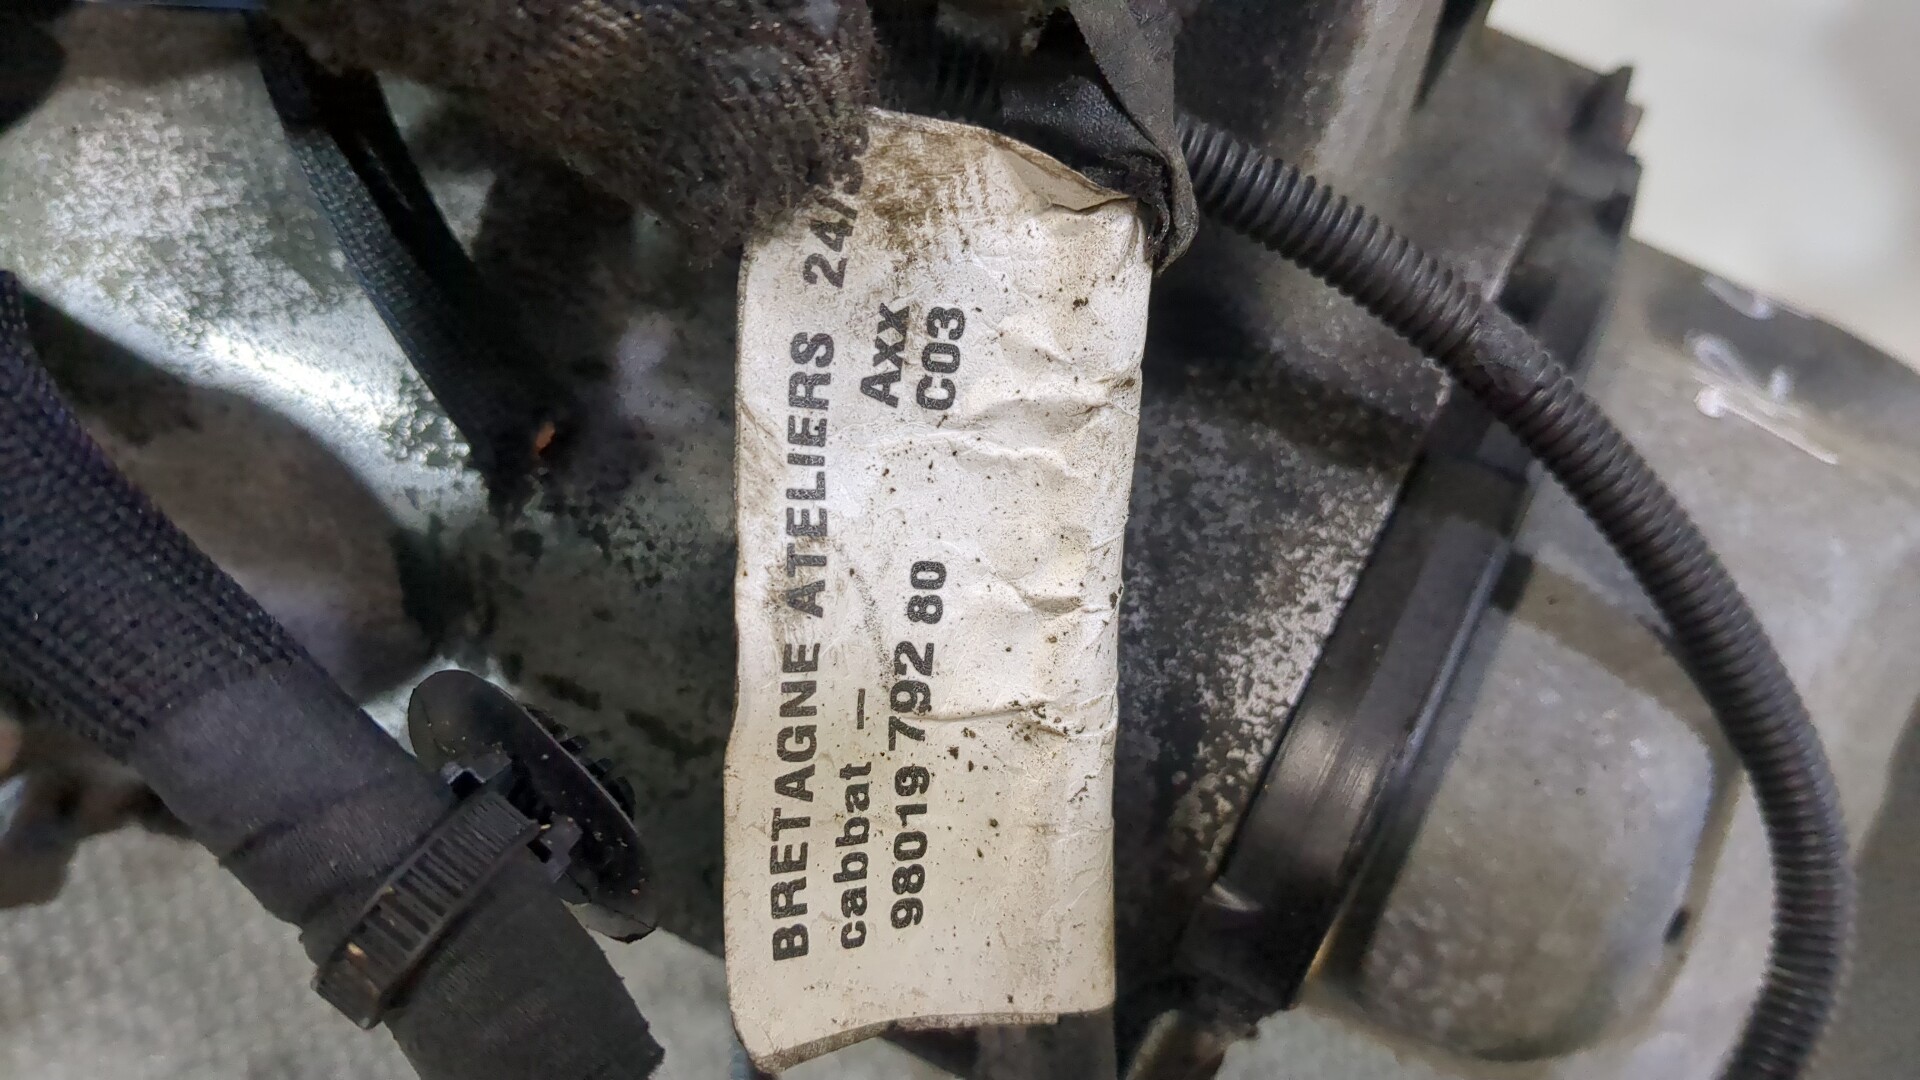 BRETAGNE ATELIERS 24/
cabbat — Axx
98019 792 80 C03